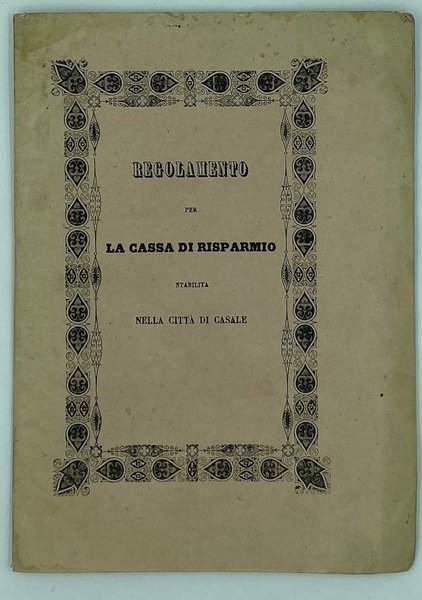 REGOLAMENTO
PER
LA CASSA DI RISPARMIO
STABILITA
NELLA CITTÀ DI CASALE